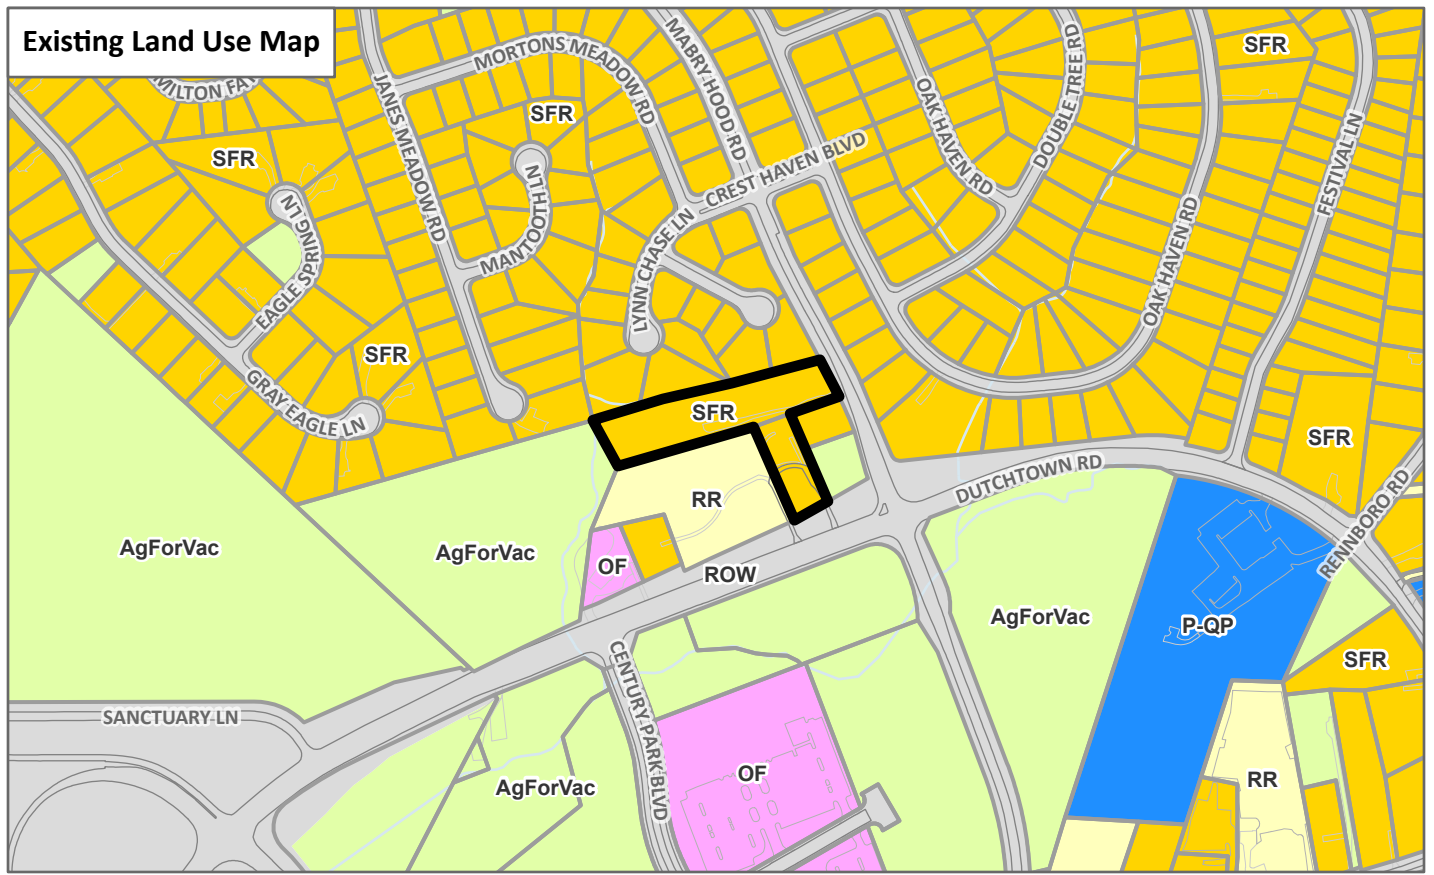 Existing Land Use Map
MILTON FA
JANES MEADOW RD
MORTONS MEADOW RD
MABRY HOOD RD
OAK HAVEN RD
DOUBLE TREE RD
SFR
FESTIVAL LN
SFR
SFR
EAGLE SPRING LN
MANTOOTH LN
CREST HAVEN BLVD
LYNN CHASE LN
OAK HAVEN RD
SFR
GRAY EAGLE LN
SFR
SFR
DUTCHTOWN RD
RENNBORO RD
RR
AgForVac
AgForVac
OF
ROW
AgForVac
P-QP
SFR
CENTURY PARK BLVD
SANCTUARY LN
AgForVac
OF
RR